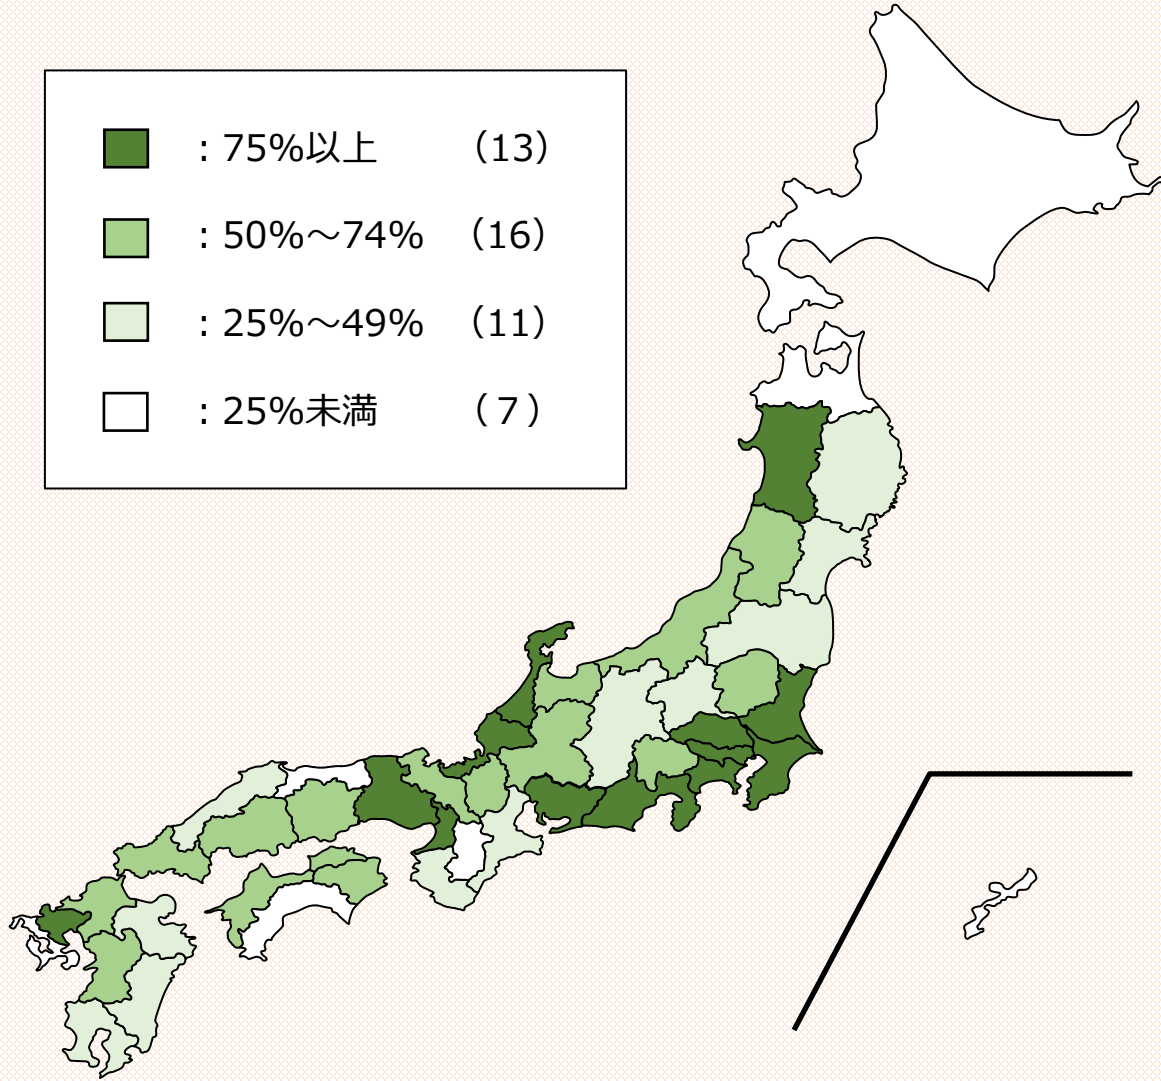 ：75%以上　（13）
：50%～74%　（16）
：25%～49%　（11）
：25%未満　（ 7 ）